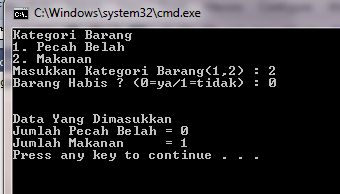 C:\Windows\system32\cmd.exe
Kategori Barang
1. Pecah Belah
2. Makanan
Masukkan Kategori Barang(1,2) : 2
Barang Habis ? (0=ya/1=tidak) : 0
Data Yang Dimasukkan
Jumlah Pecah Belah = 0
Jumlah Makanan     = 1
Press any key to continue . . .